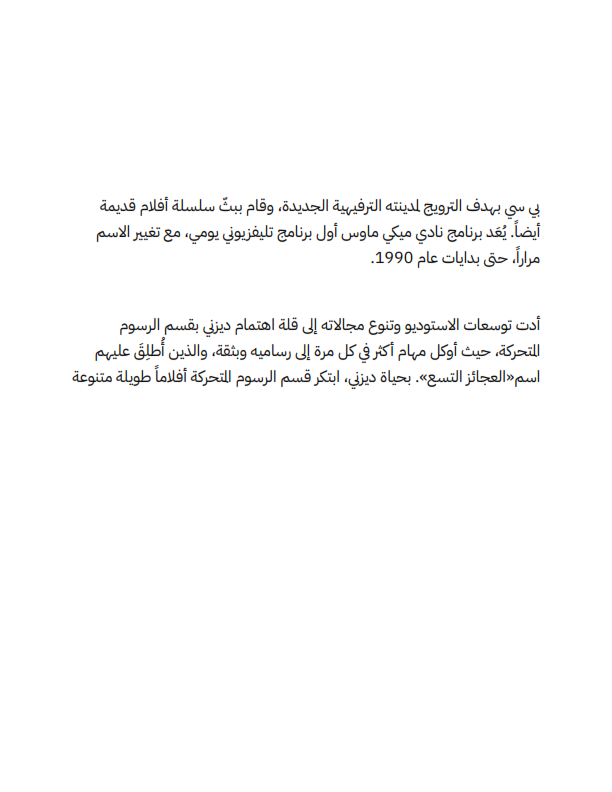 بي سي بهدف الترويج لمدينته الترفيهية الجديدة، وقام ببثّ سلسلة أفلام قديمة
أيضاً. يُعَد برنامج نادي ميكي ماوس أول برنامج تليفزيوني يومي، مع تغيير الاسم
مراراً، حتى بدايات عام 1990.
أدت توسعات الاستوديو وتنوع مجالاته إلى قلة اهتمام ديزني بقسم الرسوم
المتحركة، حيث أوكل مهام أكثر في كل مرة إلى رساميه وبثقة، والذين أُطلِقَ عليهم
اسم«العجائز التسع». بحياة ديزني، ابتكر قسم الرسوم المتحركة أفلاماً طويلة متنوعة